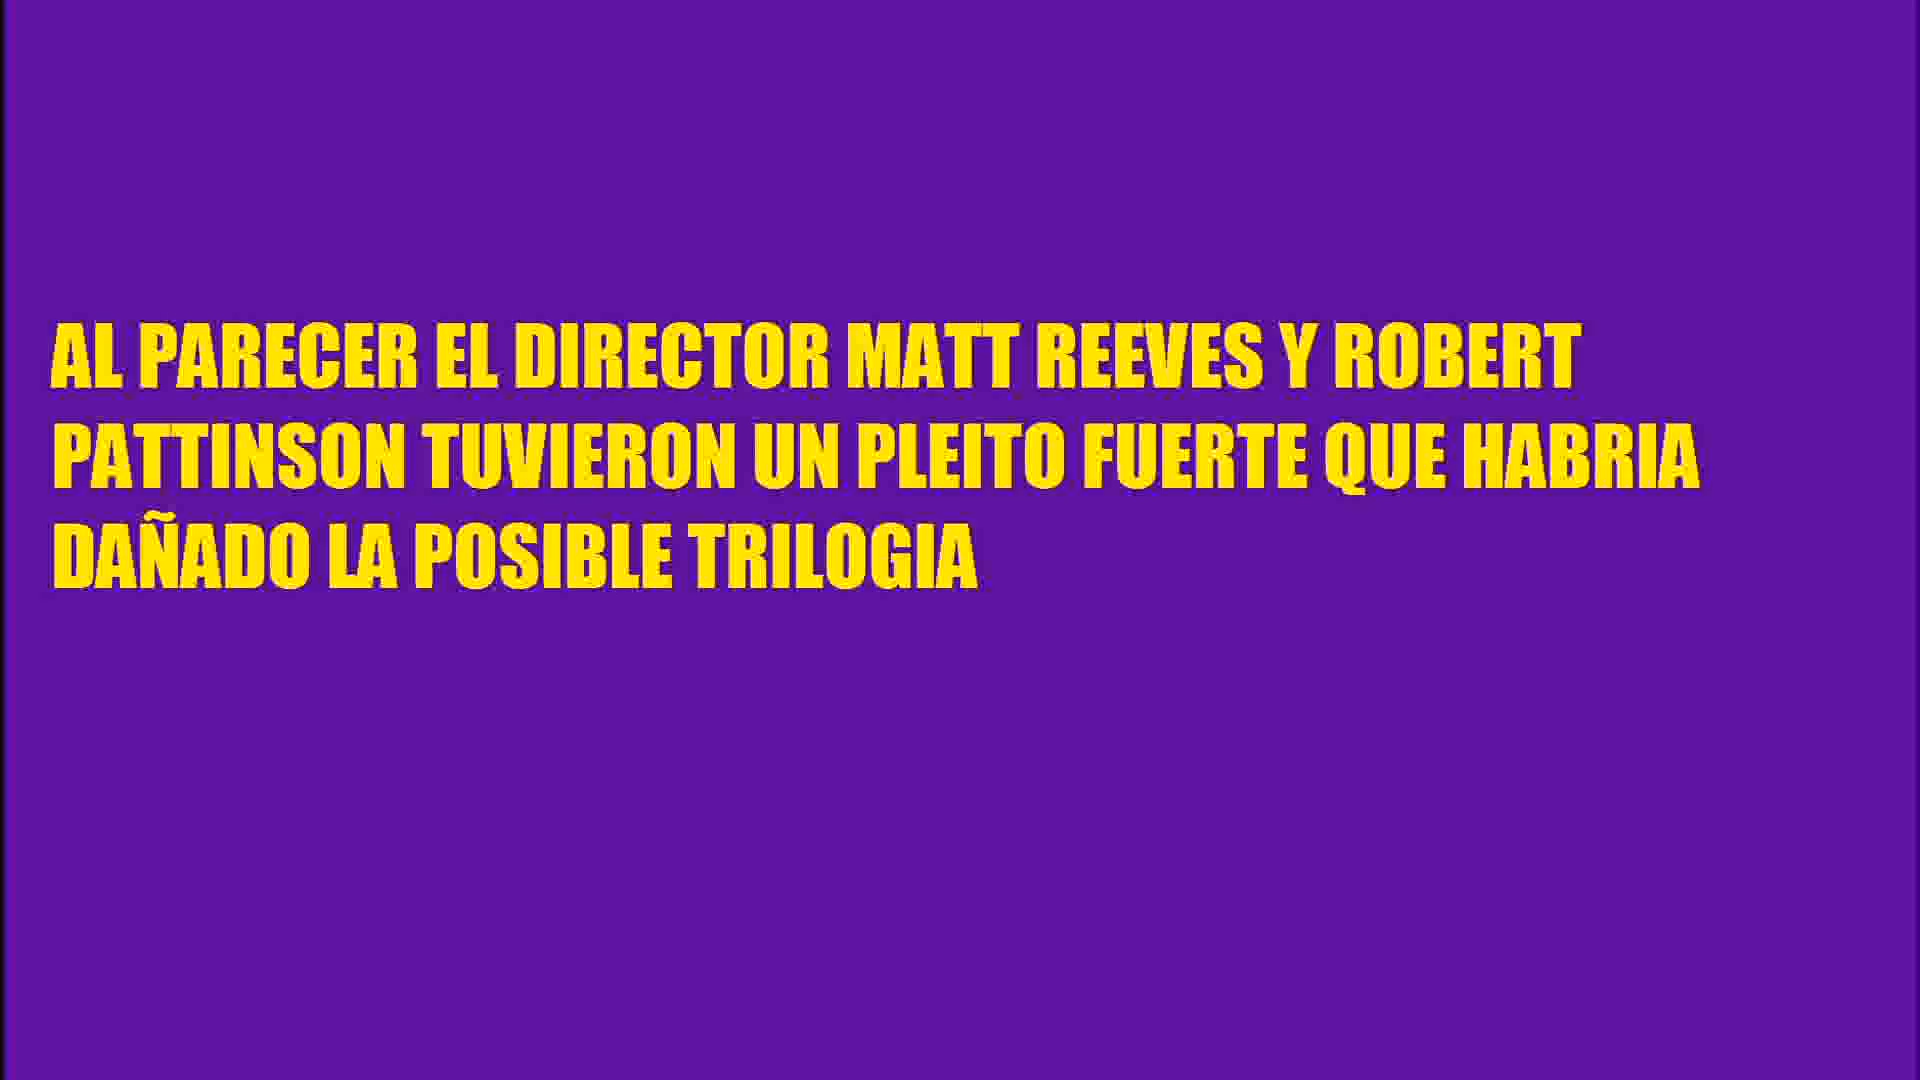 AL PARECER EL DIRECTOR MATT REEVES Y ROBERT
PATTINSON TUVIERON UN PLEITO FUERTE QUE HABRIA
DAÑADO LA POSIBLE TRILOGIA